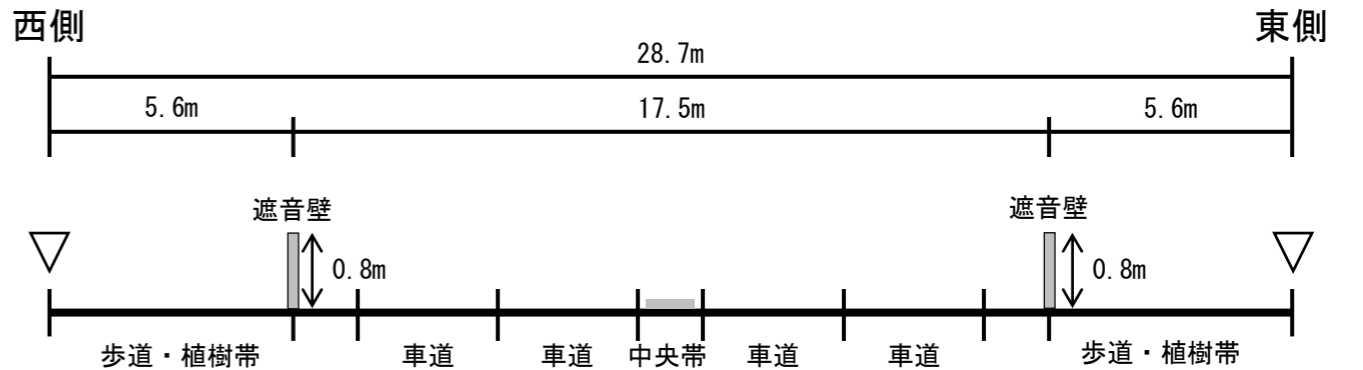 西側
東側
28.7m
5.6m
17.5m
5.6m
遮音壁
遮音壁
0.8m
0.8m
歩道・植樹帯
車道
車道
中央帯
車道
車道
歩道・植樹帯